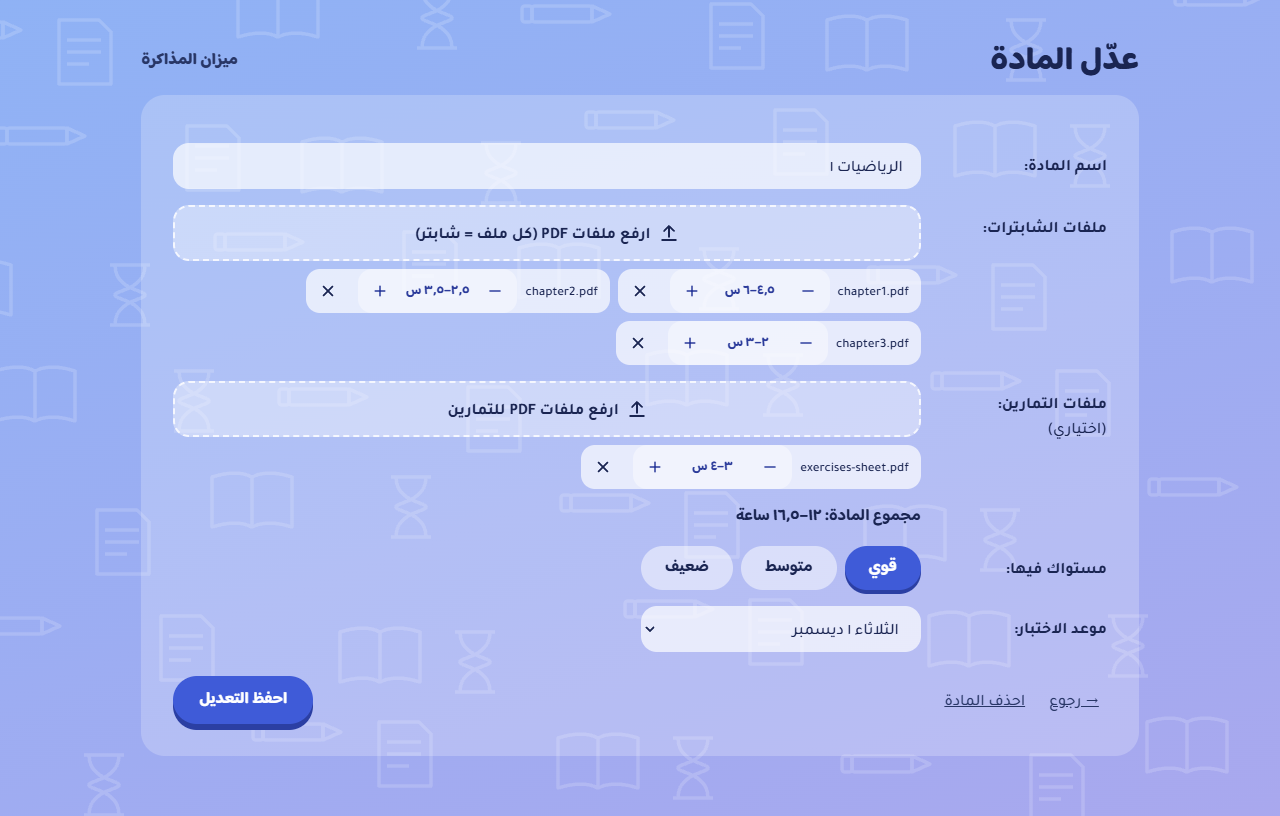 عدّل المادة
ميزان المذاكرة
اسم المادة:
الرياضيات ١
ملفات الشابترات:
ارفع ملفات PDF (كل ملف = شابتر)
chapter1.pdf − ٤,٥–٦ س + ×
chapter2.pdf − ٢,٥–٣,٥ س + ×
chapter3.pdf − ٢–٣ س + ×
ملفات التمارين:
(اختياري)
ارفع ملفات PDF للتمارين
exercises-sheet.pdf − ٣–٤ س + ×
مجموع المادة: ١٢–١٦,٥ ساعة
مستواك فيها:
قوي
متوسط
ضعيف
موعد الاختبار:
الثلاثاء ١ ديسمبر
→ رجوع
احذف المادة
احفظ التعديل